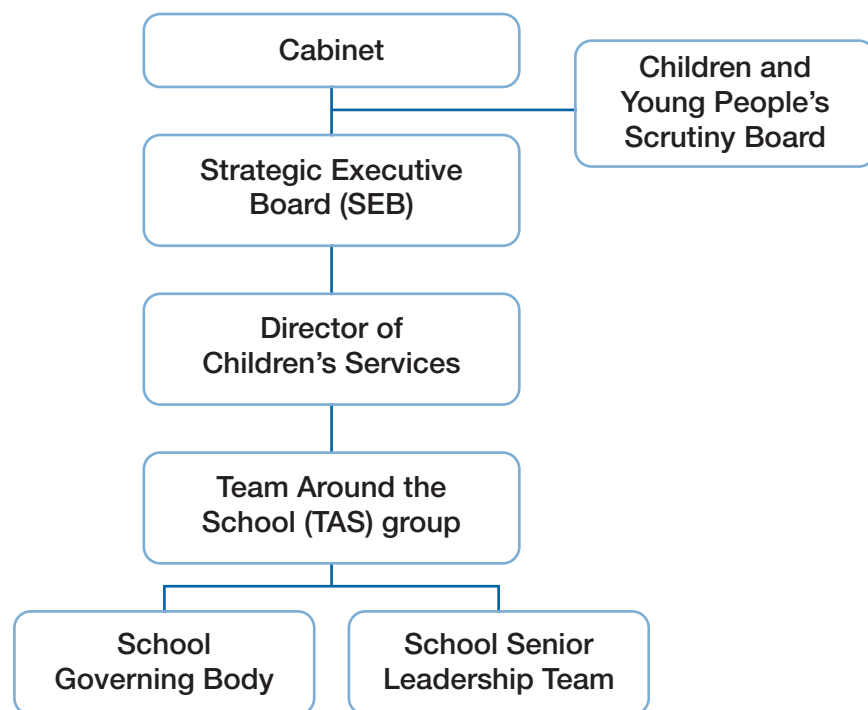 Cabinet
Children and
Young People’s
Scrutiny Board
Strategic Executive
Board (SEB)
Director of
Children’s Services
Team Around the
School (TAS) group
School
Governing Body
School Senior
Leadership Team